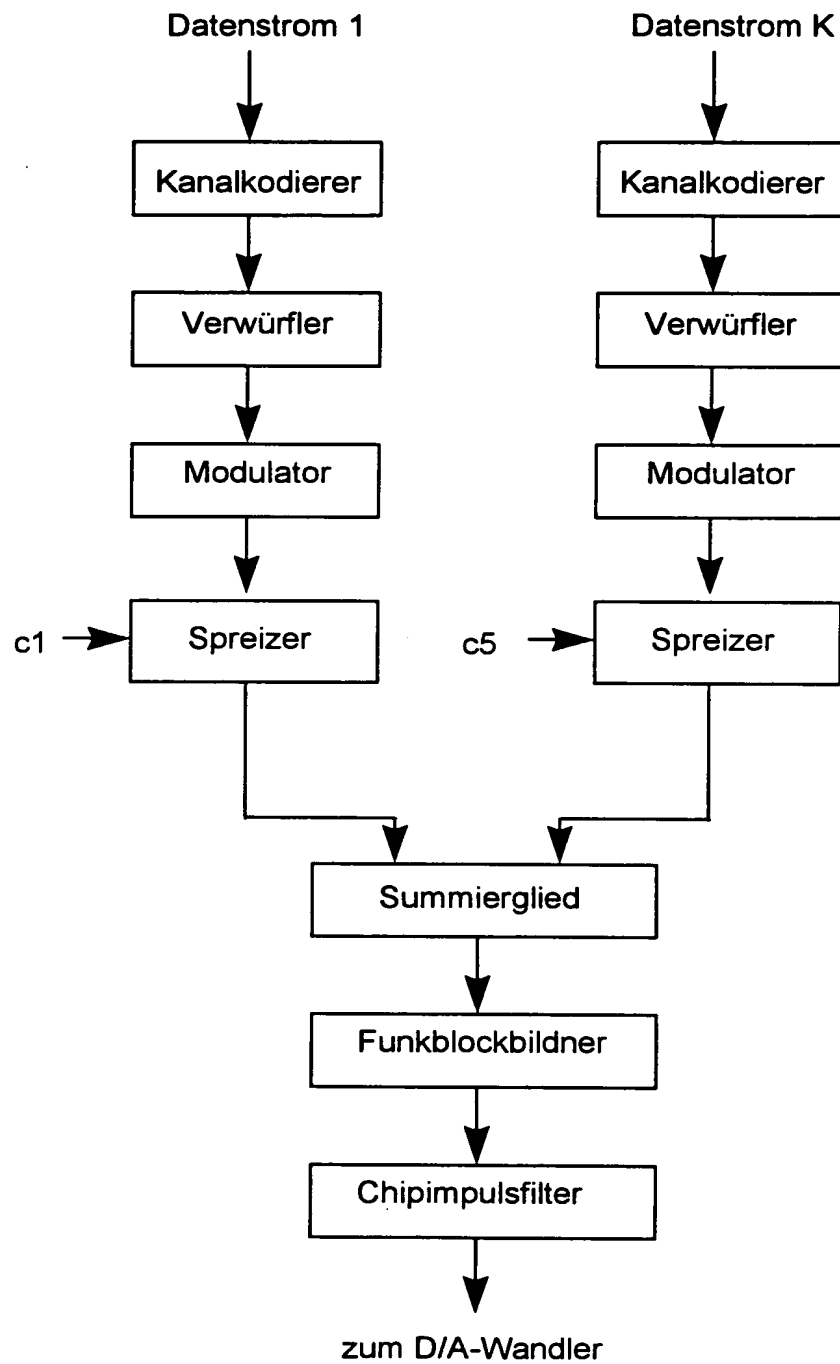 Datenstrom 1
Datenstrom K
Kanalkodierer
Kanalkodierer
Verwürfler
Verwürfler
Modulator
Modulator
c1
Spreizer
c5
Spreizer
Summierglied
Funkblockbildner
Chipimpulsfilter
zum D/A-Wandler